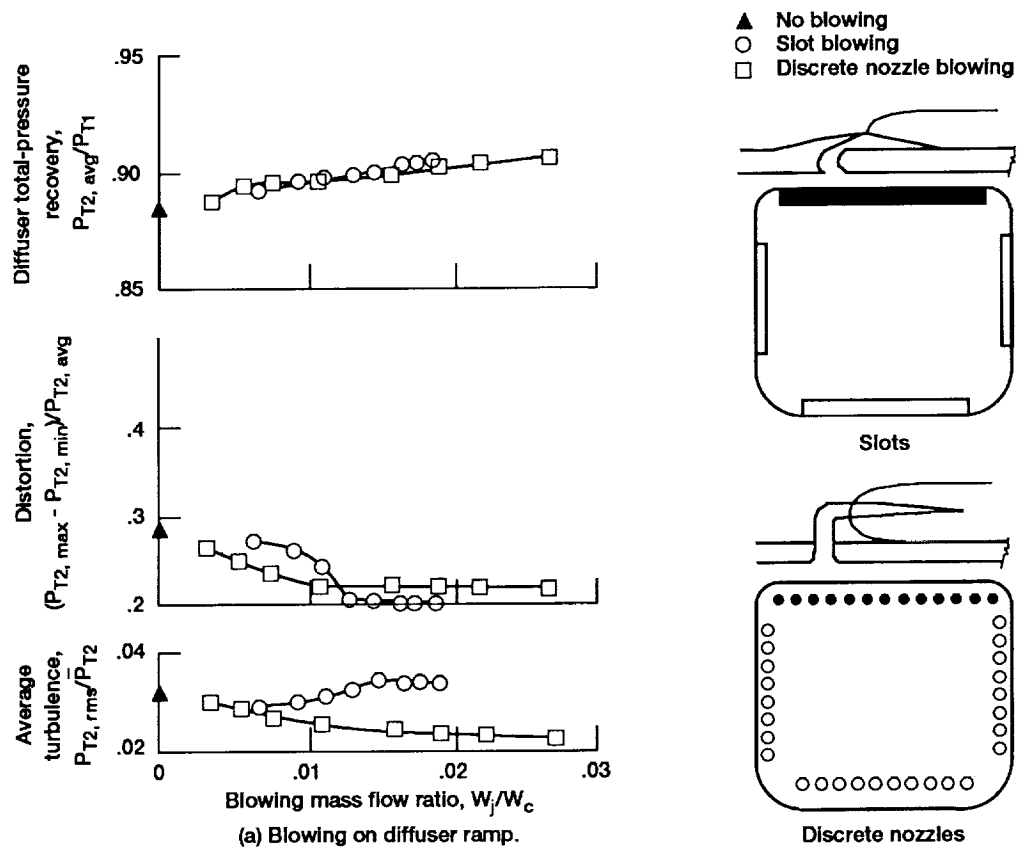 ▲ No blowing
○ Slot blowing
□ Discrete nozzle blowing
Diffuser total-pressure
recovery,
P_T2, avg/P_T1
.95
.90
.85
Distortion,
(P_T2, max - P_T2, min)/P_T2, avg
.4
.3
.2
Average
turbulence,
P_T2, rms/P̅_T2
.04
.02
0
.01
.02
.03
Blowing mass flow ratio, W_j/W_c
(a) Blowing on diffuser ramp.
Slots
Discrete nozzles